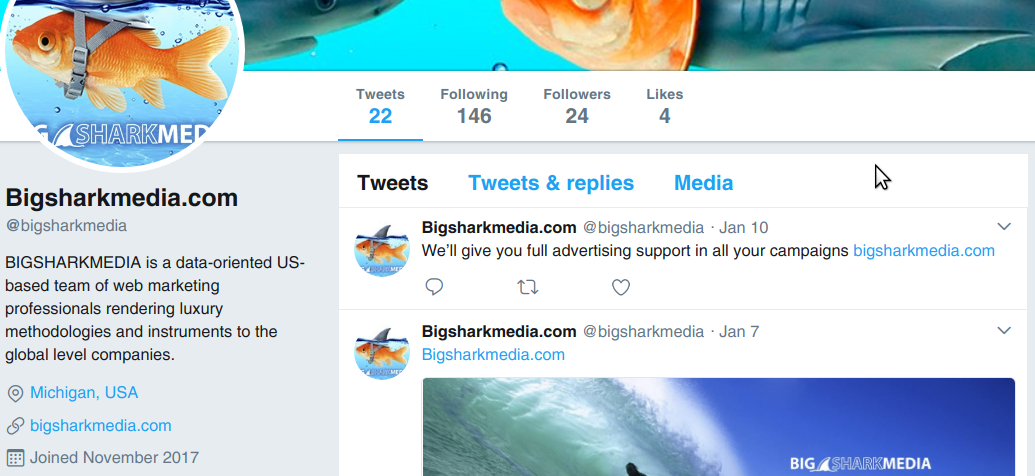 BIG SHARKMEDIA
Tweets Following Followers Likes
22 146 24 4
Tweets Tweets & replies Media
Bigsharkmedia.com
@bigsharkmedia
BIGSHARKMEDIA is a data-oriented US-
based team of web marketing
professionals rendering luxury
methodologies and instruments to the
global level companies.
Michigan, USA
bigsharkmedia.com
Joined November 2017
Bigsharkmedia.com @bigsharkmedia · Jan 10
We’ll give you full advertising support in all your campaigns bigsharkmedia.com
Bigsharkmedia.com @bigsharkmedia · Jan 7
Bigsharkmedia.com
BIG SHARKMEDIA